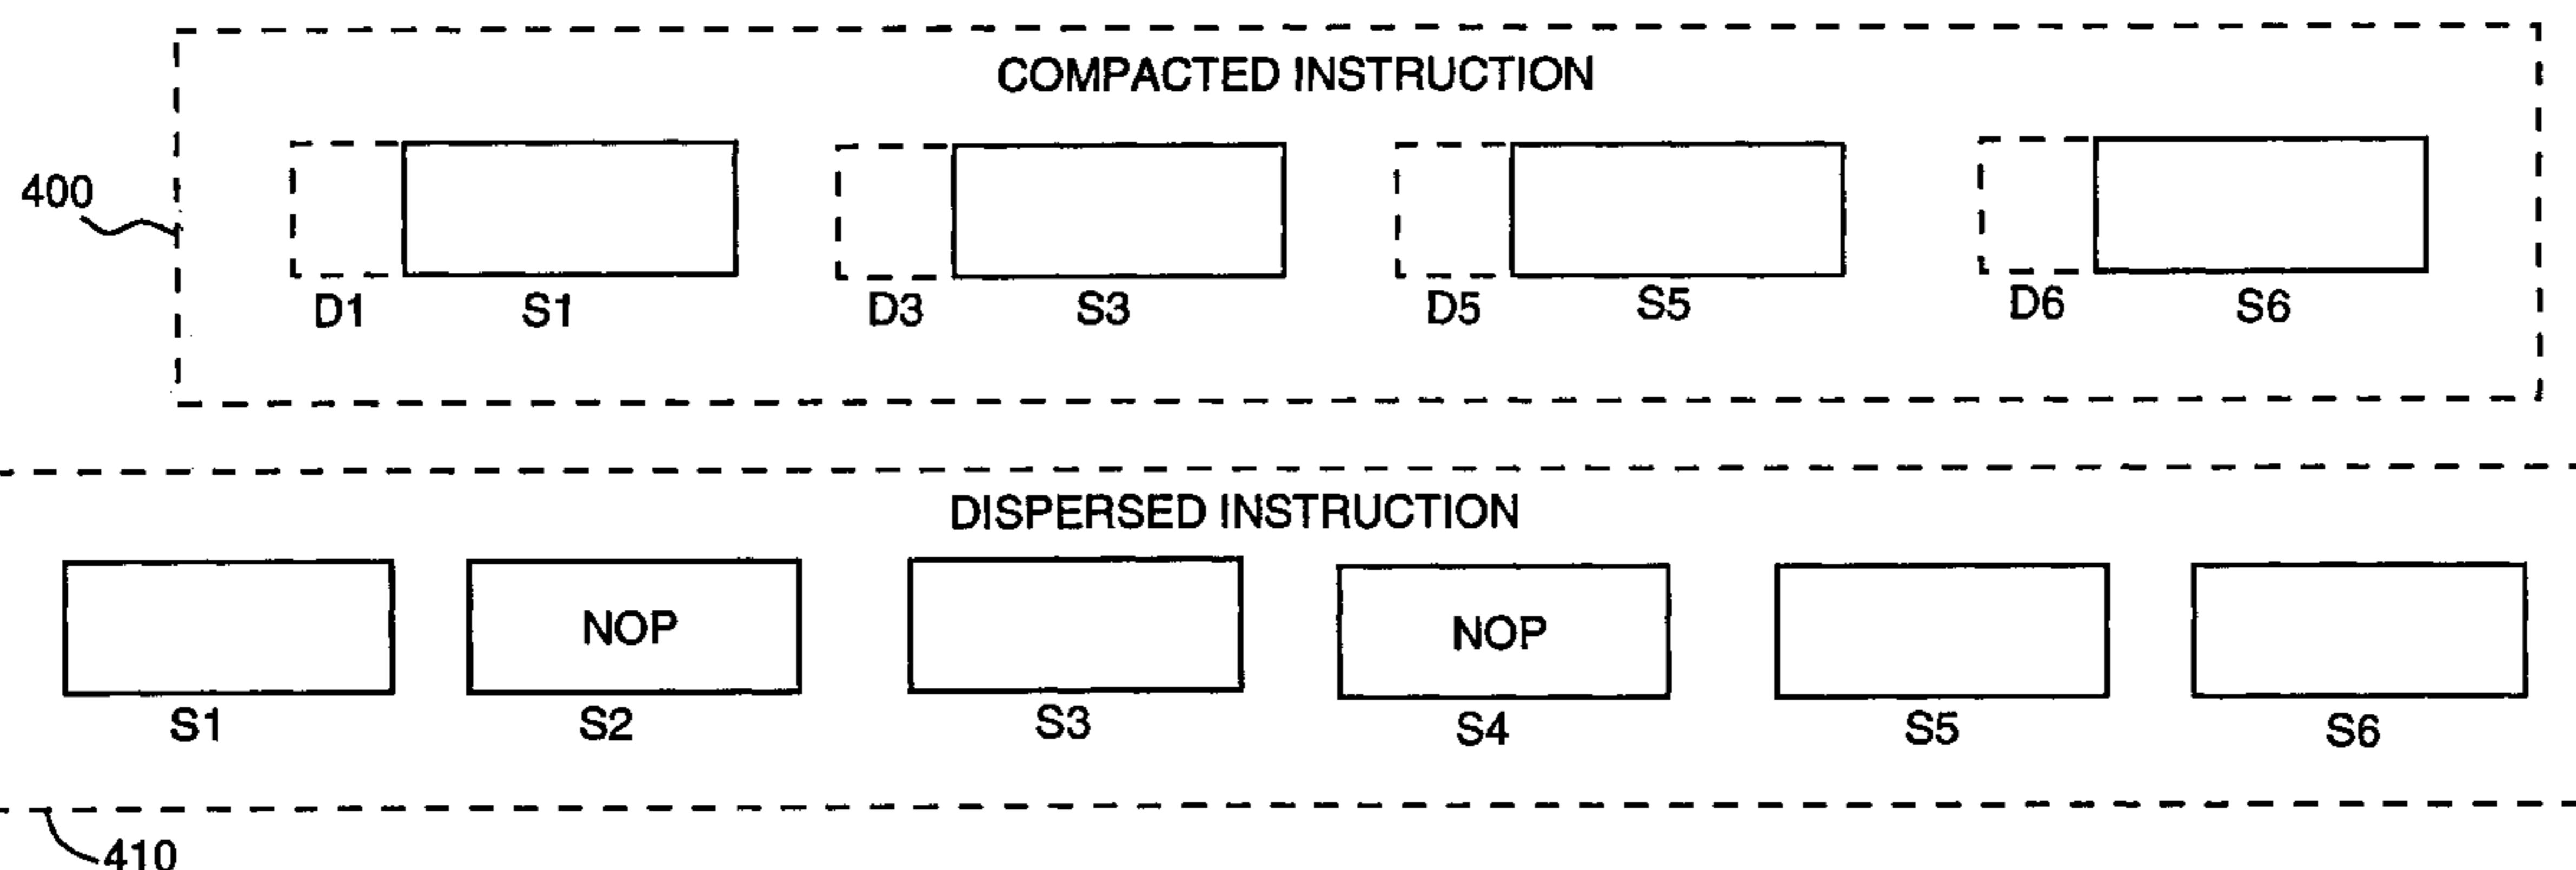 COMPACTED INSTRUCTION
400
D1 S1 D3 S3 D5 S5 D6 S6
DISPERSED INSTRUCTION
NOP NOP
S1 S2 S3 S4 S5 S6
410